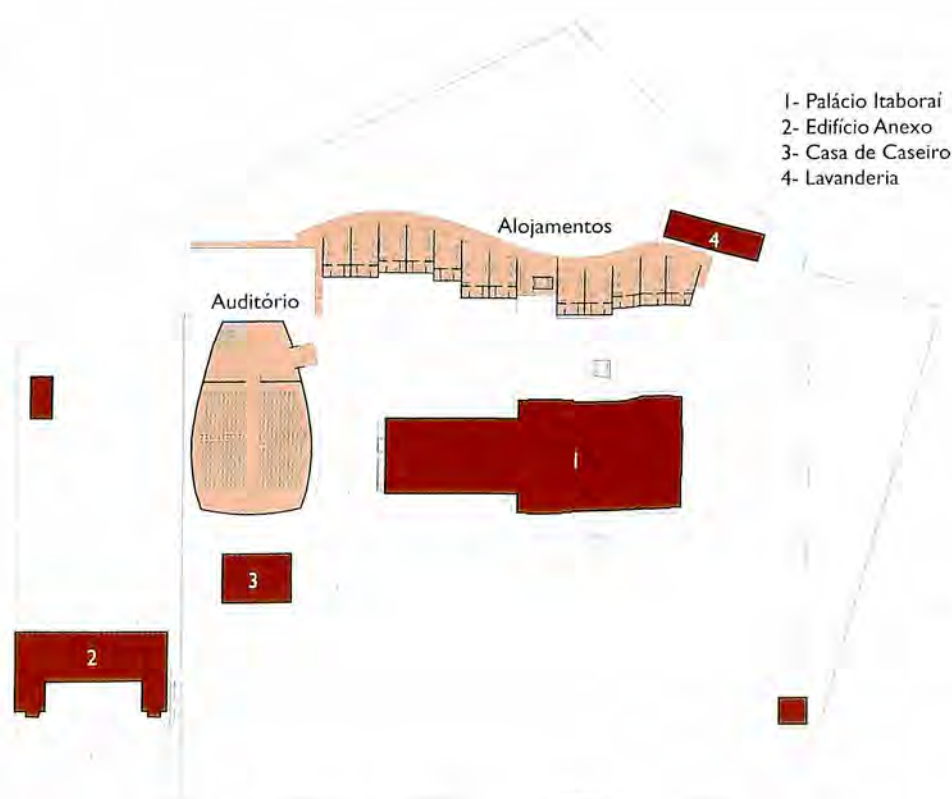 1- Palácio Itaboraí
2- Edifício Anexo
3- Casa de Caseiro
4- Lavanderia
Alojamentos
4
Auditório
1
3
2